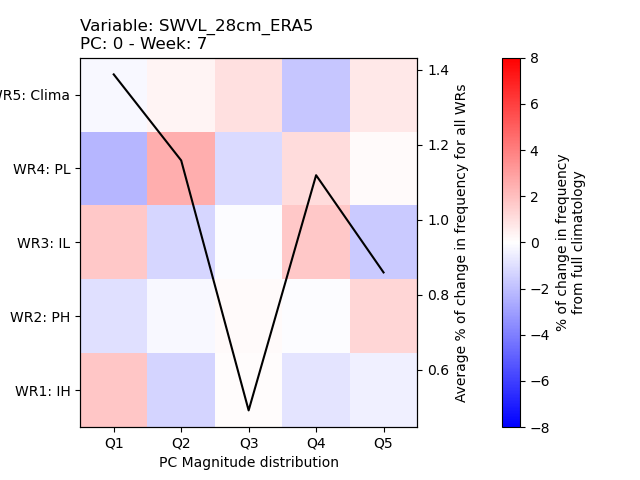 Variable: SWVL_28cm_ERA5
PC: 0 - Week: 7
WR5: Clima
WR4: PL
WR3: IL
WR2: PH
WR1: IH
Q1 Q2 Q3 Q4 Q5
PC Magnitude distribution
1.4
1.2
1.0
0.8
0.6
Average % of change in frequency for all WRs
8
6
4
2
0
−2
−4
−6
−8
% of change in frequency
from full climatology